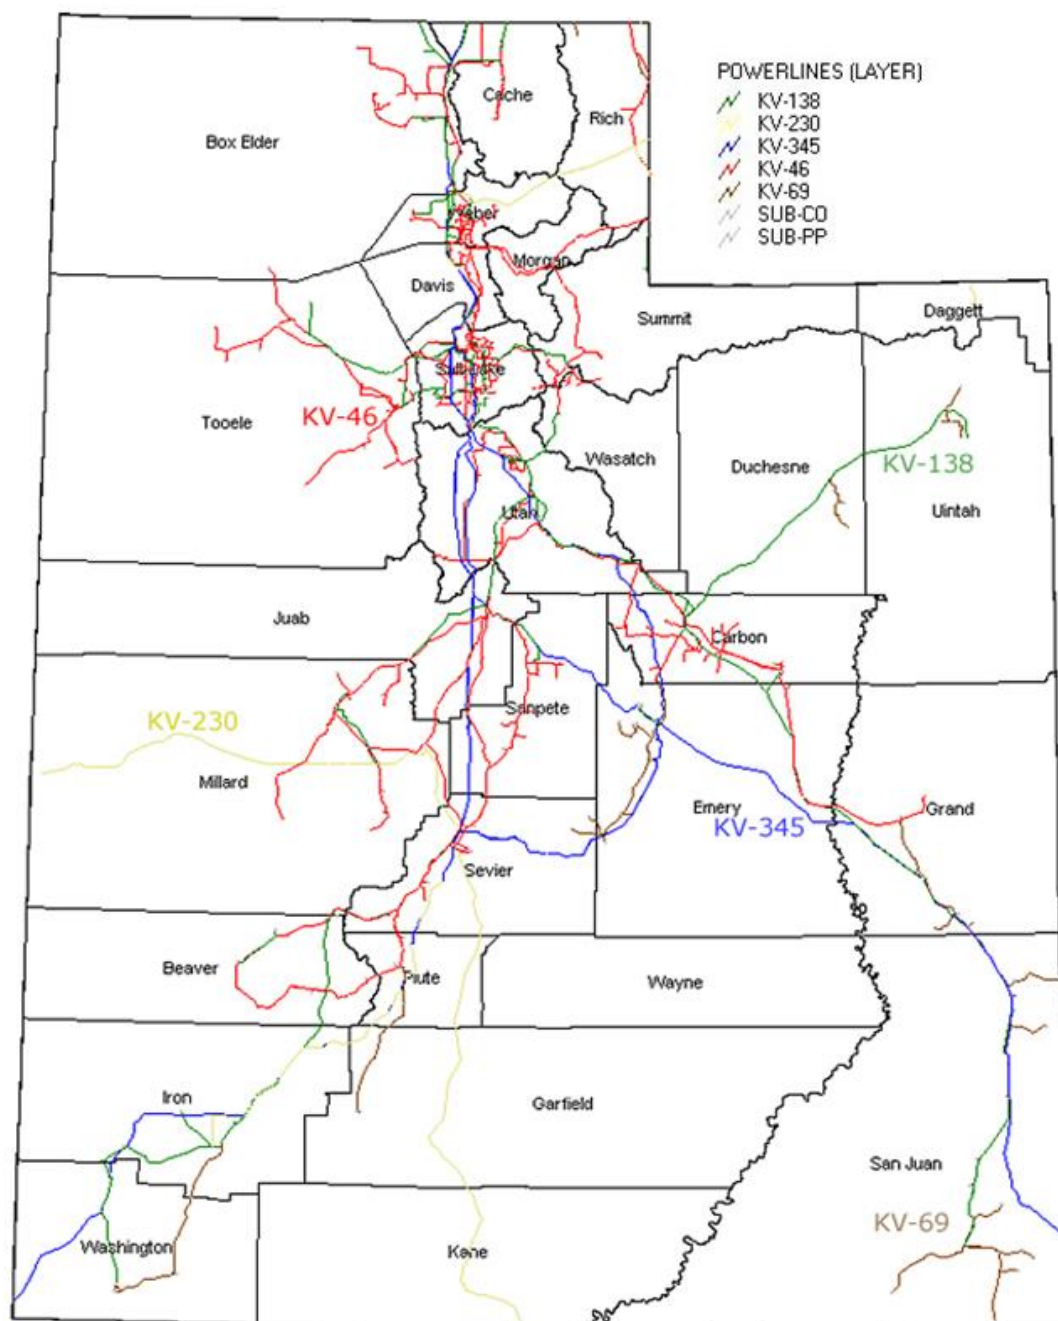 POWERLINES (LAYER)
KV-138
KV-230
KV-345
KV-46
KV-69
SUB-CO
SUB-PP
Cache
Rich
Box Elder
Weber
Morgan
Davis
Summit
Daggett
Salt Lake
KV-46
Tooele
Wasatch
Duchesne
KV-138
Uintah
Utah
Juab
Carbon
Sanpete
KV-230
Millard
Emery
Grand
KV-345
Sevier
Beaver
Piute
Wayne
Iron
Garfield
San Juan
KV-69
Washington
Kane